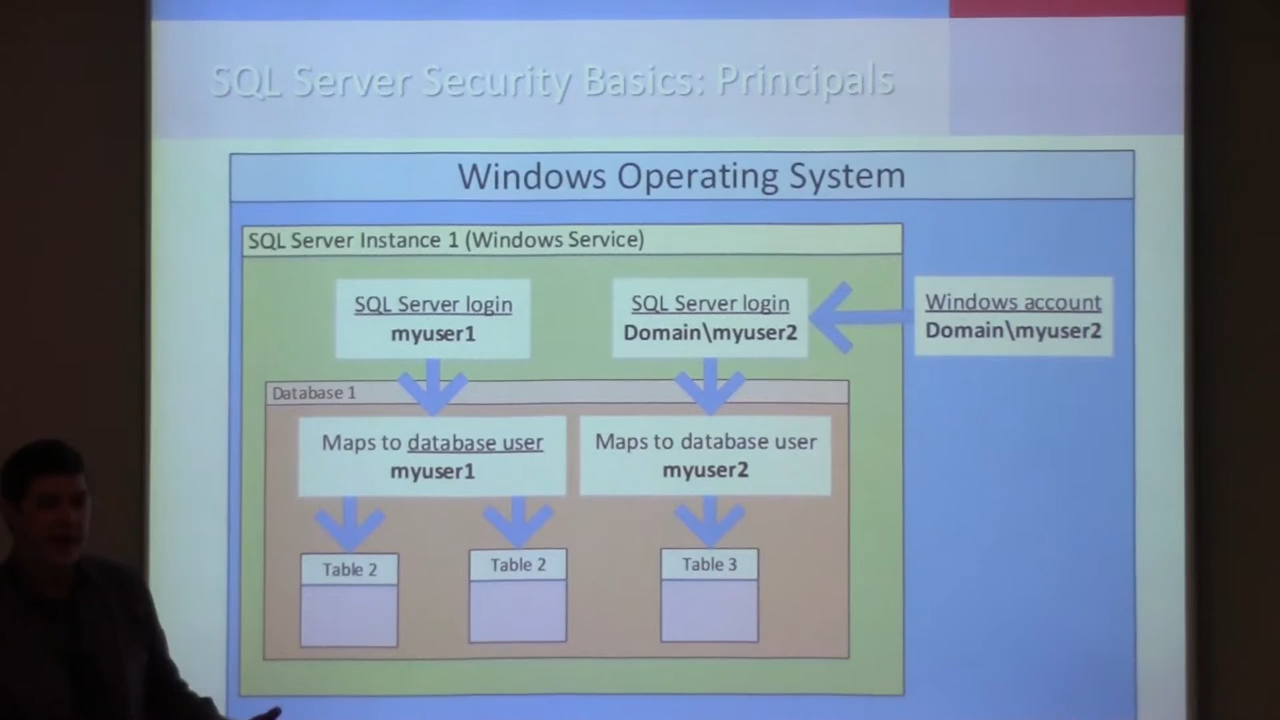 SQL Server Security Basics: Principals
Windows Operating System
SQL Server Instance 1 (Windows Service)
SQL Server login
myuser1
SQL Server login
Domain\myuser2
Windows account
Domain\myuser2
Database 1
Maps to database user
myuser1
Maps to database user
myuser2
Table 2
Table 2
Table 3